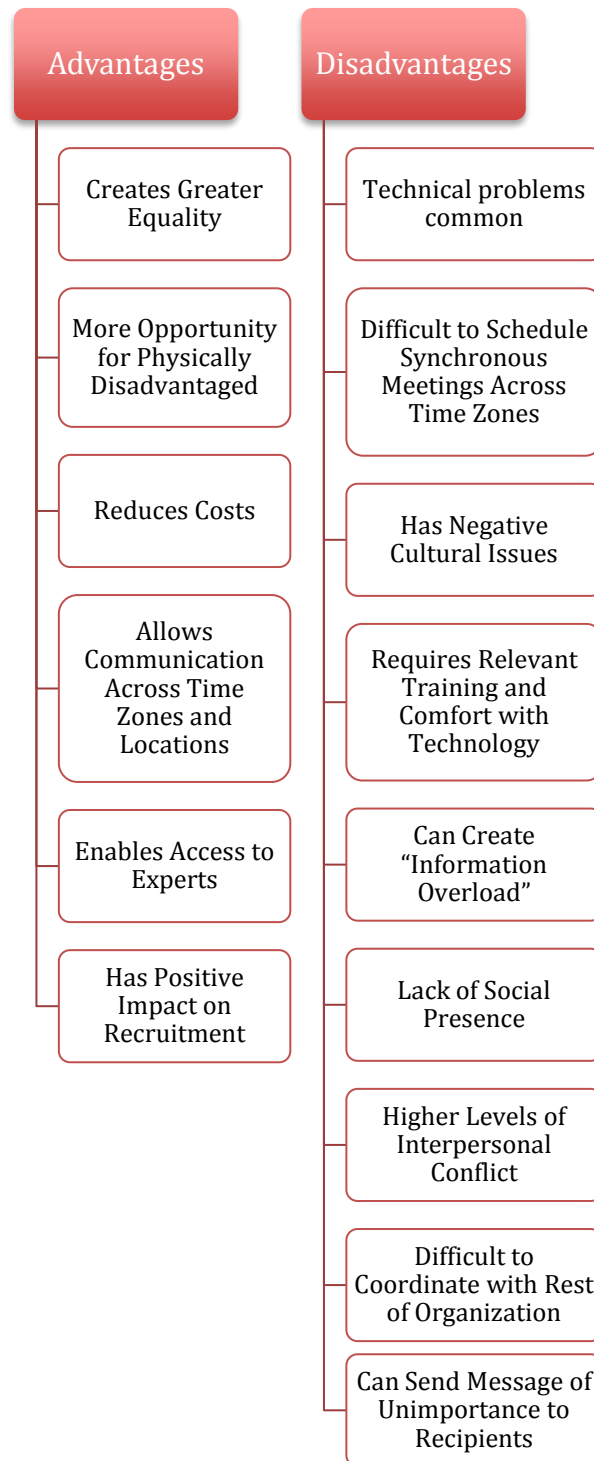 Advantages
Creates Greater
Equality
More Opportunity
for Physically
Disadvantaged
Reduces Costs
Allows
Communication
Across Time
Zones and
Locations
Enables Access to
Experts
Has Positive
Impact on
Recruitment
Disadvantages
Technical problems
common
Difficult to Schedule
Synchronous
Meetings Across
Time Zones
Has Negative
Cultural Issues
Requires Relevant
Training and
Comfort with
Technology
Can Create
“Information
Overload”
Lack of Social
Presence
Higher Levels of
Interpersonal
Conflict
Difficult to
Coordinate with Rest
of Organization
Can Send Message of
Unimportance to
Recipients